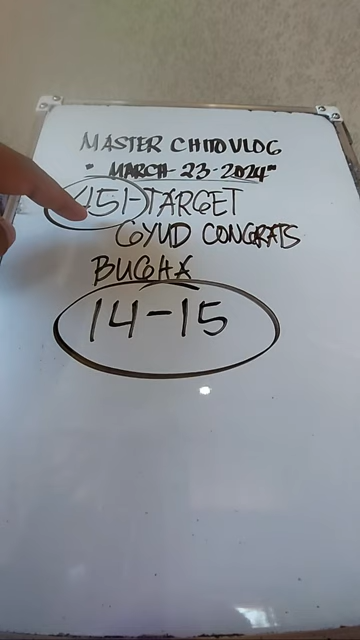 MASTER CHITO VLOG
"MARCH-23-2024"
451-TARGET
GYUD CONGRATS
BUGHA
14-15